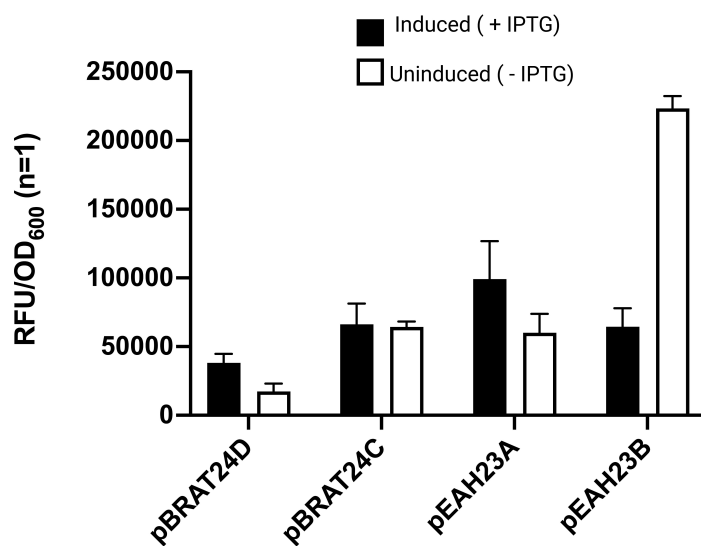 Induced ( + IPTG)
Uninduced ( - IPTG)
RFU/OD600 (n=1)
250000
200000
150000
100000
50000
0
pBRAT24D
pBRAT24C
pEAH23A
pEAH23B